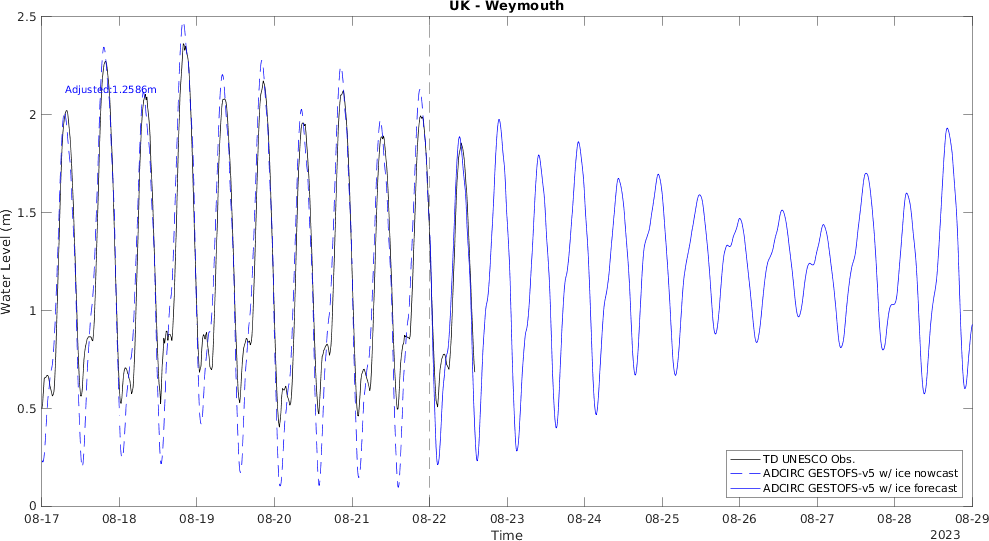 UK - Weymouth
2.5
2
1.5
1
0.5
0
Water Level (m)
Adjusted:1.2586m
TD UNESCO Obs.
ADCIRC GESTOFS-v5 w/ ice nowcast
ADCIRC GESTOFS-v5 w/ ice forecast
08-17 08-18 08-19 08-20 08-21 08-22 08-23 08-24 08-25 08-26 08-27 08-28 08-29
Time
2023